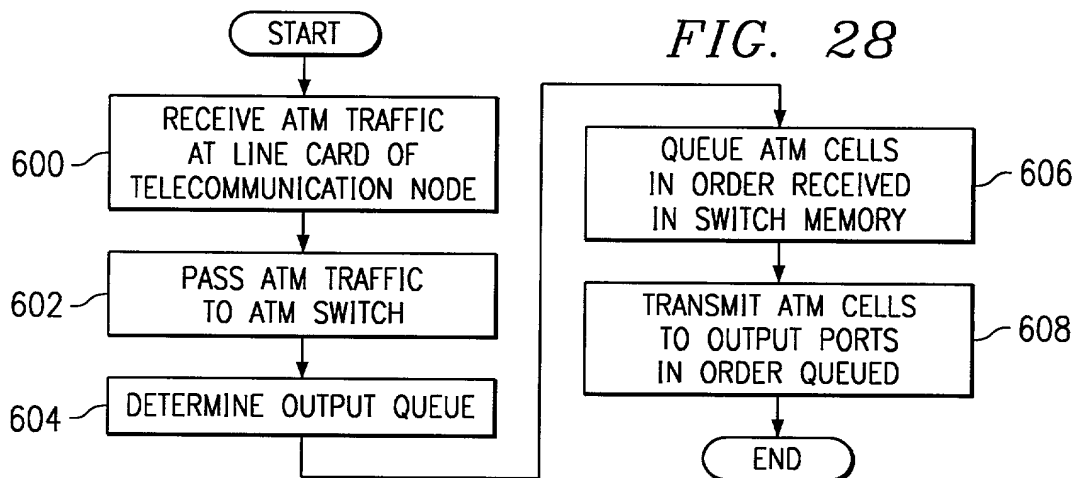 FIG. 28
START
600
RECEIVE ATM TRAFFIC
AT LINE CARD OF
TELECOMMUNICATION NODE
602
PASS ATM TRAFFIC
TO ATM SWITCH
604
DETERMINE OUTPUT QUEUE
QUEUE ATM CELLS
IN ORDER RECEIVED
IN SWITCH MEMORY
606
TRANSMIT ATM CELLS
TO OUTPUT PORTS
IN ORDER QUEUED
608
END